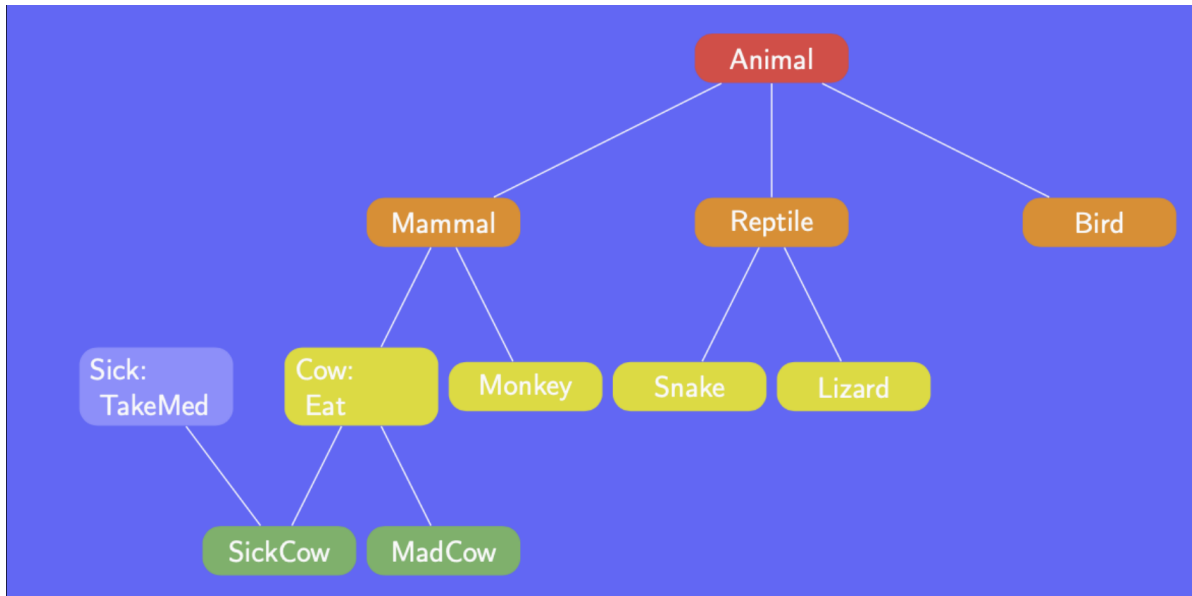 Animal
Mammal
Reptile
Bird
Sick:
TakeMed
Cow:
Eat
Monkey
Snake
Lizard
SickCow
MadCow